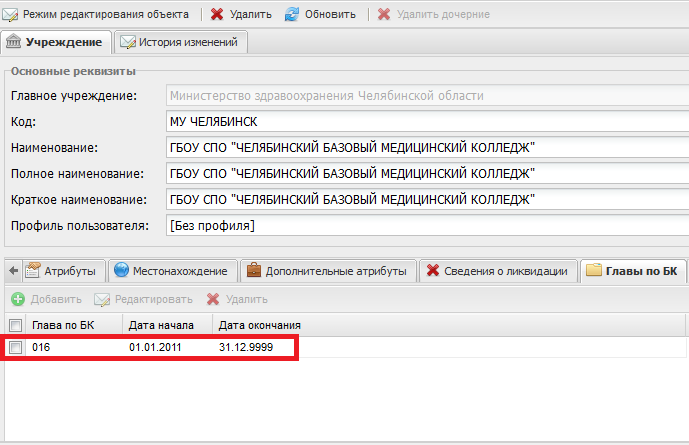 Режим редактирования объекта Удалить Обновить Удалить дочерние
Учреждение История изменений
Основные реквизиты
Главное учреждение: Министерство здравоохранения Челябинской области
Код: МУ ЧЕЛЯБИНСК
Наименование: ГБОУ СПО "ЧЕЛЯБИНСКИЙ БАЗОВЫЙ МЕДИЦИНСКИЙ КОЛЛЕДЖ"
Полное наименование: ГБОУ СПО "ЧЕЛЯБИНСКИЙ БАЗОВЫЙ МЕДИЦИНСКИЙ КОЛЛЕДЖ"
Краткое наименование: ГБОУ СПО "ЧЕЛЯБИНСКИЙ БАЗОВЫЙ МЕДИЦИНСКИЙ КОЛЛЕДЖ"
Профиль пользователя: [Без профиля]
Атрибуты Местонахождение Дополнительные атрибуты Сведения о ликвидации Главы по БК
Добавить Редактировать Удалить
Глава по БК Дата начала Дата окончания
016 01.01.2011 31.12.9999